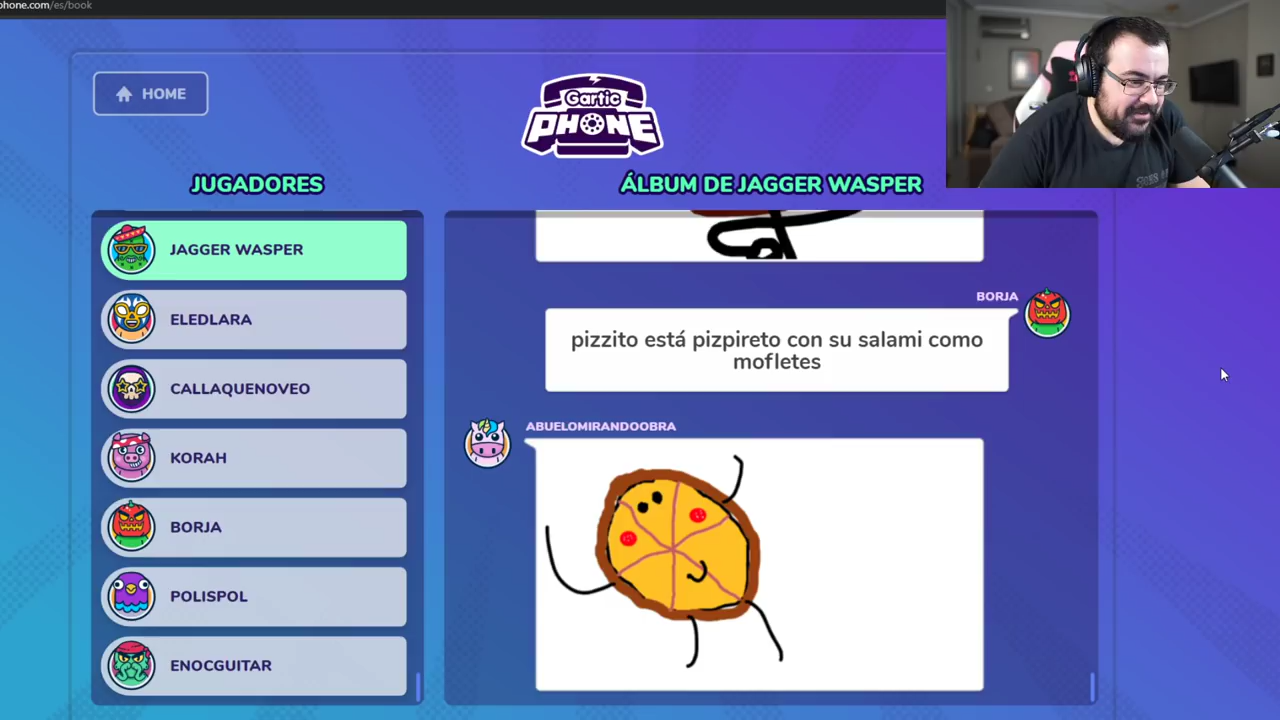 phone.com/es/book
HOME
Gartic
PHONE
JUGADORES
ÁLBUM DE JAGGER WASPER
JAGGER WASPER
ELEDLARA
CALLAQUENOVEO
KORAH
BORJA
POLISPOL
ENOCGUITAR
BORJA
pizzito está pizpireto con su salami como
mofletes
ABUELOMIRANDOOBRA